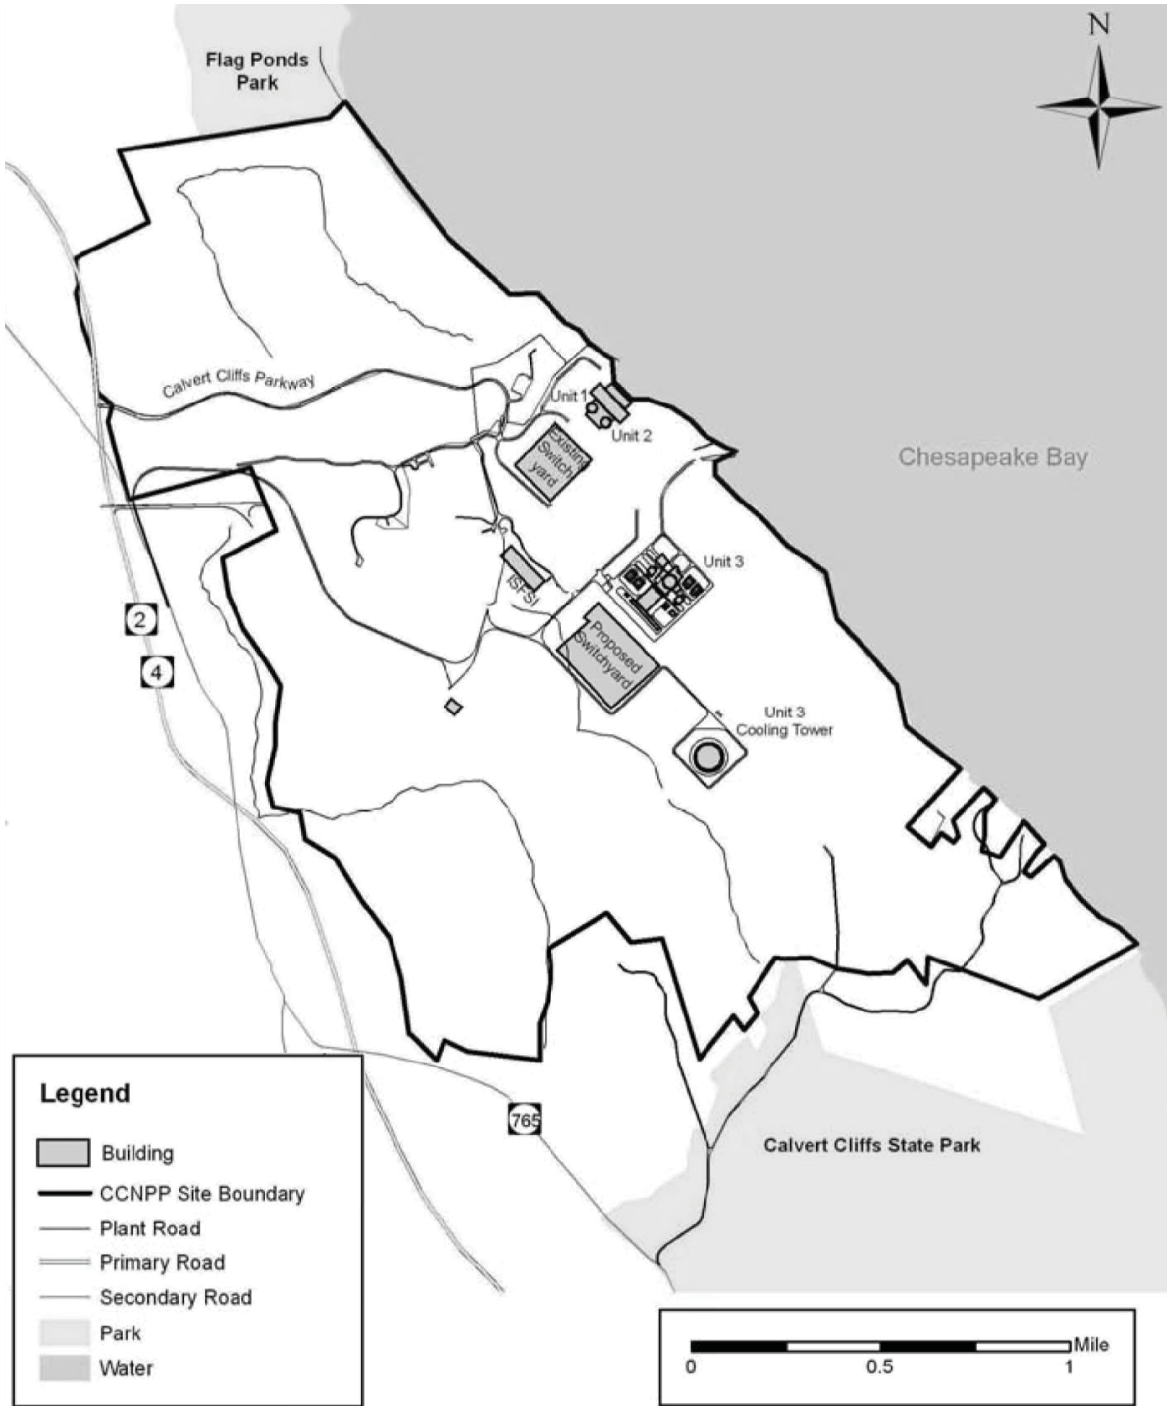 Flag Ponds
Park
N
Calvert Cliffs Parkway
Unit 1
Unit 2
Existing
Switch
yard
Chesapeake Bay
Unit 3
ISFSI
2
4
Proposed
Switchyard
Unit 3
Cooling Tower
765
Calvert Cliffs State Park
Legend
Building
CCNPP Site Boundary
Plant Road
Primary Road
Secondary Road
Park
Water
Mile
0
0.5
1